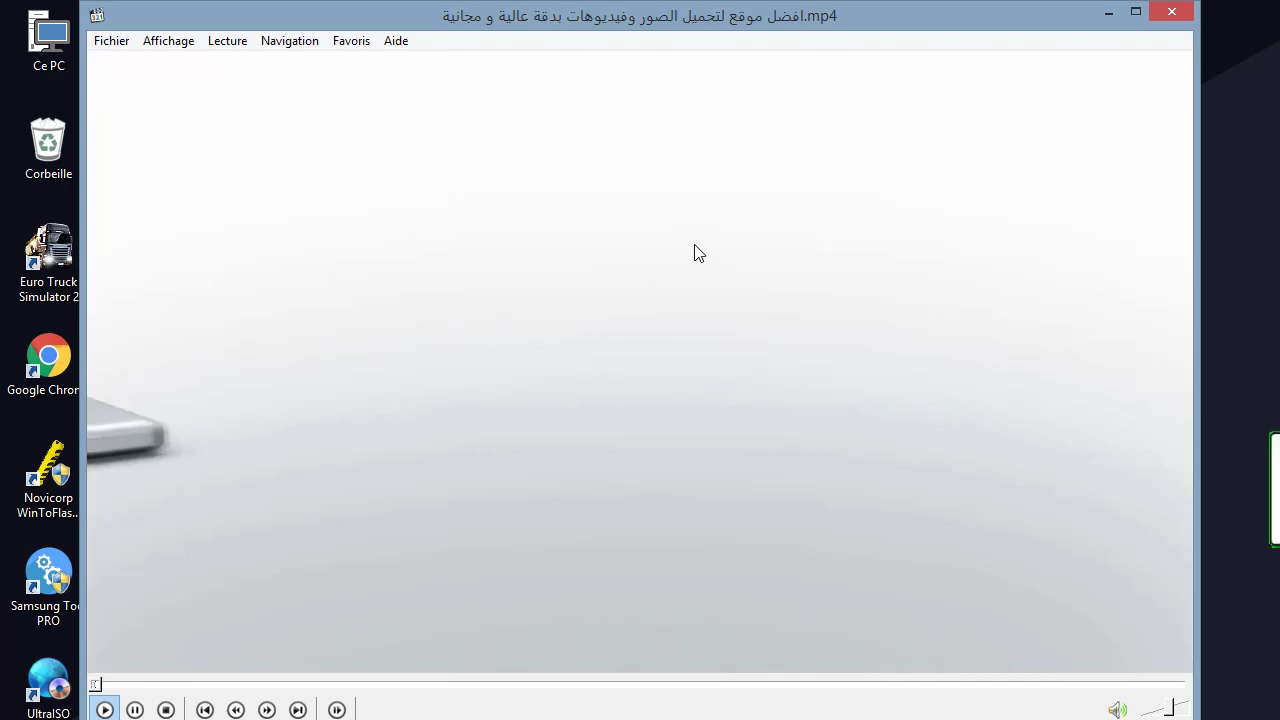 افضل موقع لتحميل الصور وفيديوهات بدقة عالية و مجانية.mp4
Fichier Affichage Lecture Navigation Favoris Aide
Ce PC
Corbeille
Euro Truck
Simulator 2
Google Chrom
Novicorp
WinToFlas...
Samsung Too
PRO
UltraISO